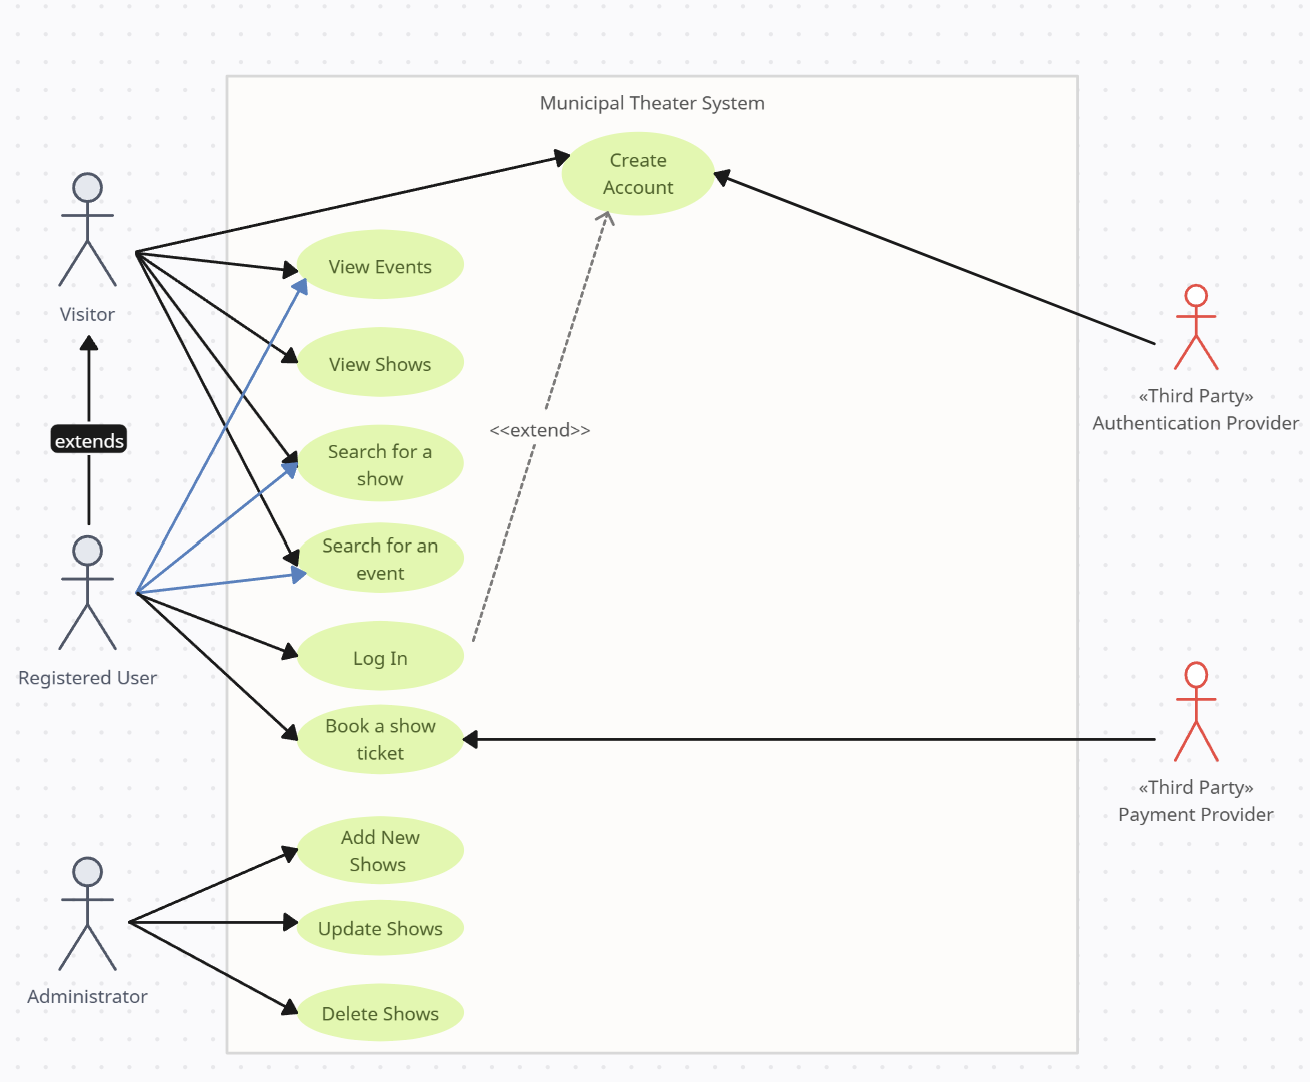 Municipal Theater System
Create
Account
View Events
Visitor
View Shows
«Third Party»
Authentication Provider
extends
<<extend>>
Search for a
show
Search for an
event
Registered User
Log In
Book a show
ticket
«Third Party»
Payment Provider
Add New
Shows
Update Shows
Administrator
Delete Shows